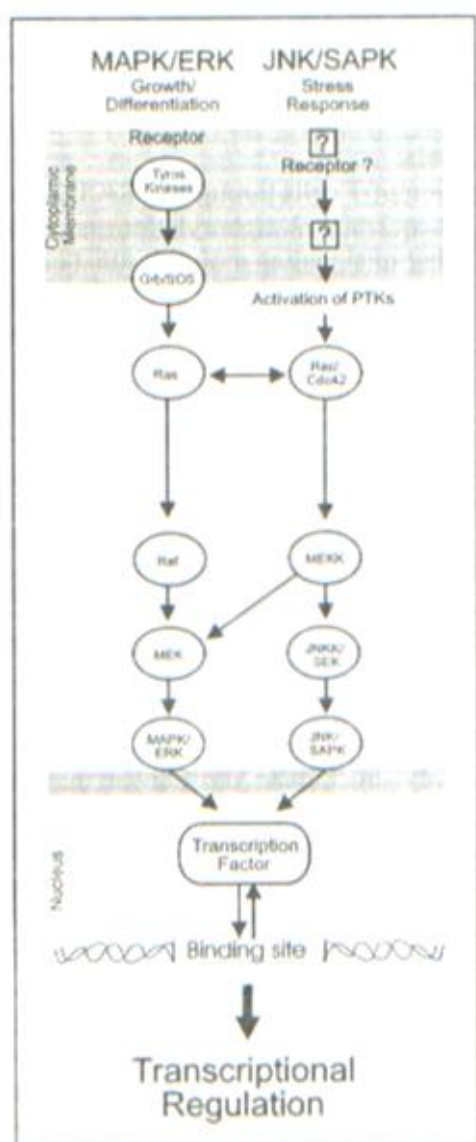 MAPK/ERK JNK/SAPK
Growth/ Stress
Differentiation Response
Receptor
?
Receptor ?
Tyros
Kinases
Cytoplamic
Membrane
?
Grb/SOS
Activation of PTKs
Ras
Ras/
Cdc42
Raf
MEKK
MEK
JNKK/
SEK
MAPK/
ERK
JNK/
SAPK
Transcription
Factor
Nucleus
Binding site
Transcriptional
Regulation